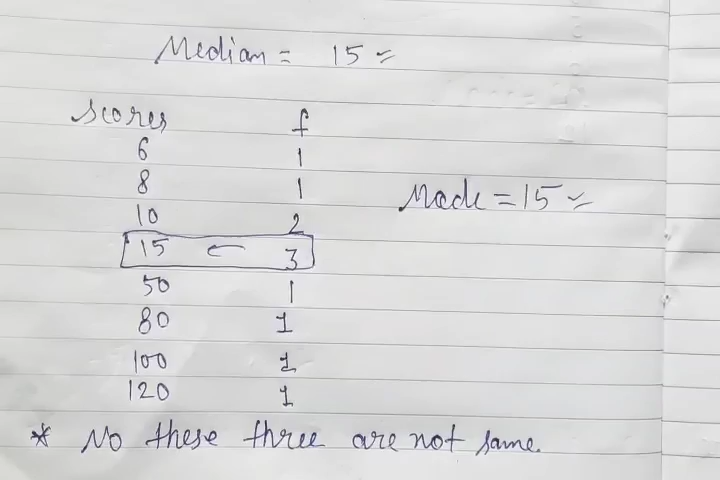 Median = 15
Scores f
6 1
8 1
10 2
15 ← 3
50 1
80 1
100 1
120 1
Mode = 15
* No these three are not same.